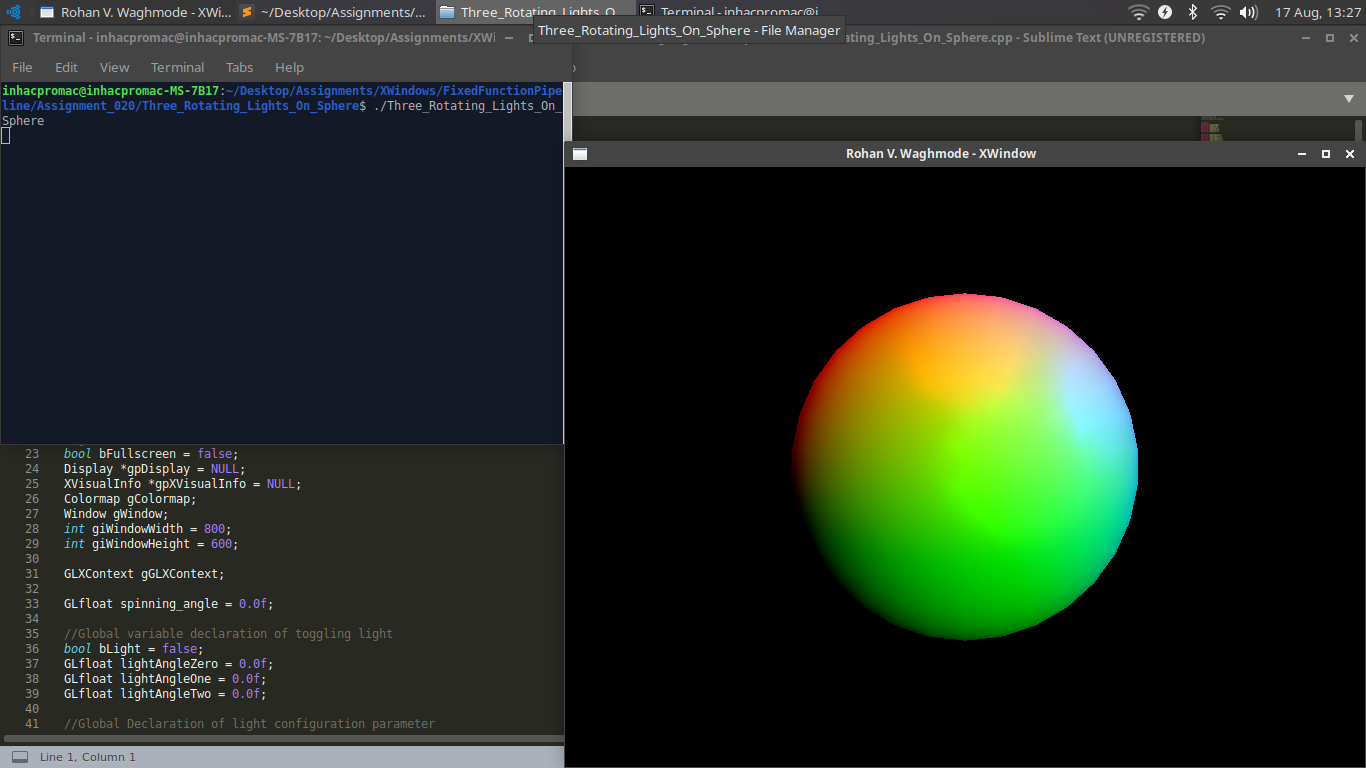 Rohan V. Waghmode - XWi...
~/Desktop/Assignments/...
Three_Rotating_Lights_O
Terminal - inhacpromac@i
17 Aug, 13:27
Three_Rotating_Lights_On_Sphere - File Manager
Terminal - inhacpromac@inhacpromac-MS-7B17: ~/Desktop/Assignments/XWi
ating_Lights_On_Sphere.cpp - Sublime Text (UNREGISTERED)
File Edit View Terminal Tabs Help
inhacpromac@inhacpromac-MS-7B17:~/Desktop/Assignments/XWindows/FixedFunctionPipe
line/Assignment_020/Three_Rotating_Lights_On_Sphere$ ./Three_Rotating_Lights_On_
Sphere
Rohan V. Waghmode - XWindow
23 bool bFullscreen = false;
24 Display *gpDisplay = NULL;
25 XVisualInfo *gpXVisualInfo = NULL;
26 Colormap gColormap;
27 Window gWindow;
28 int giWindowWidth = 800;
29 int giWindowHeight = 600;
30
31 GLXContext gGLXContext;
32
33 GLfloat spinning_angle = 0.0f;
34
35 //Global variable declaration of toggling light
36 bool bLight = false;
37 GLfloat lightAngleZero = 0.0f;
38 GLfloat lightAngleOne = 0.0f;
39 GLfloat lightAngleTwo = 0.0f;
40
41 //Global Declaration of light configuration parameter
Line 1, Column 1